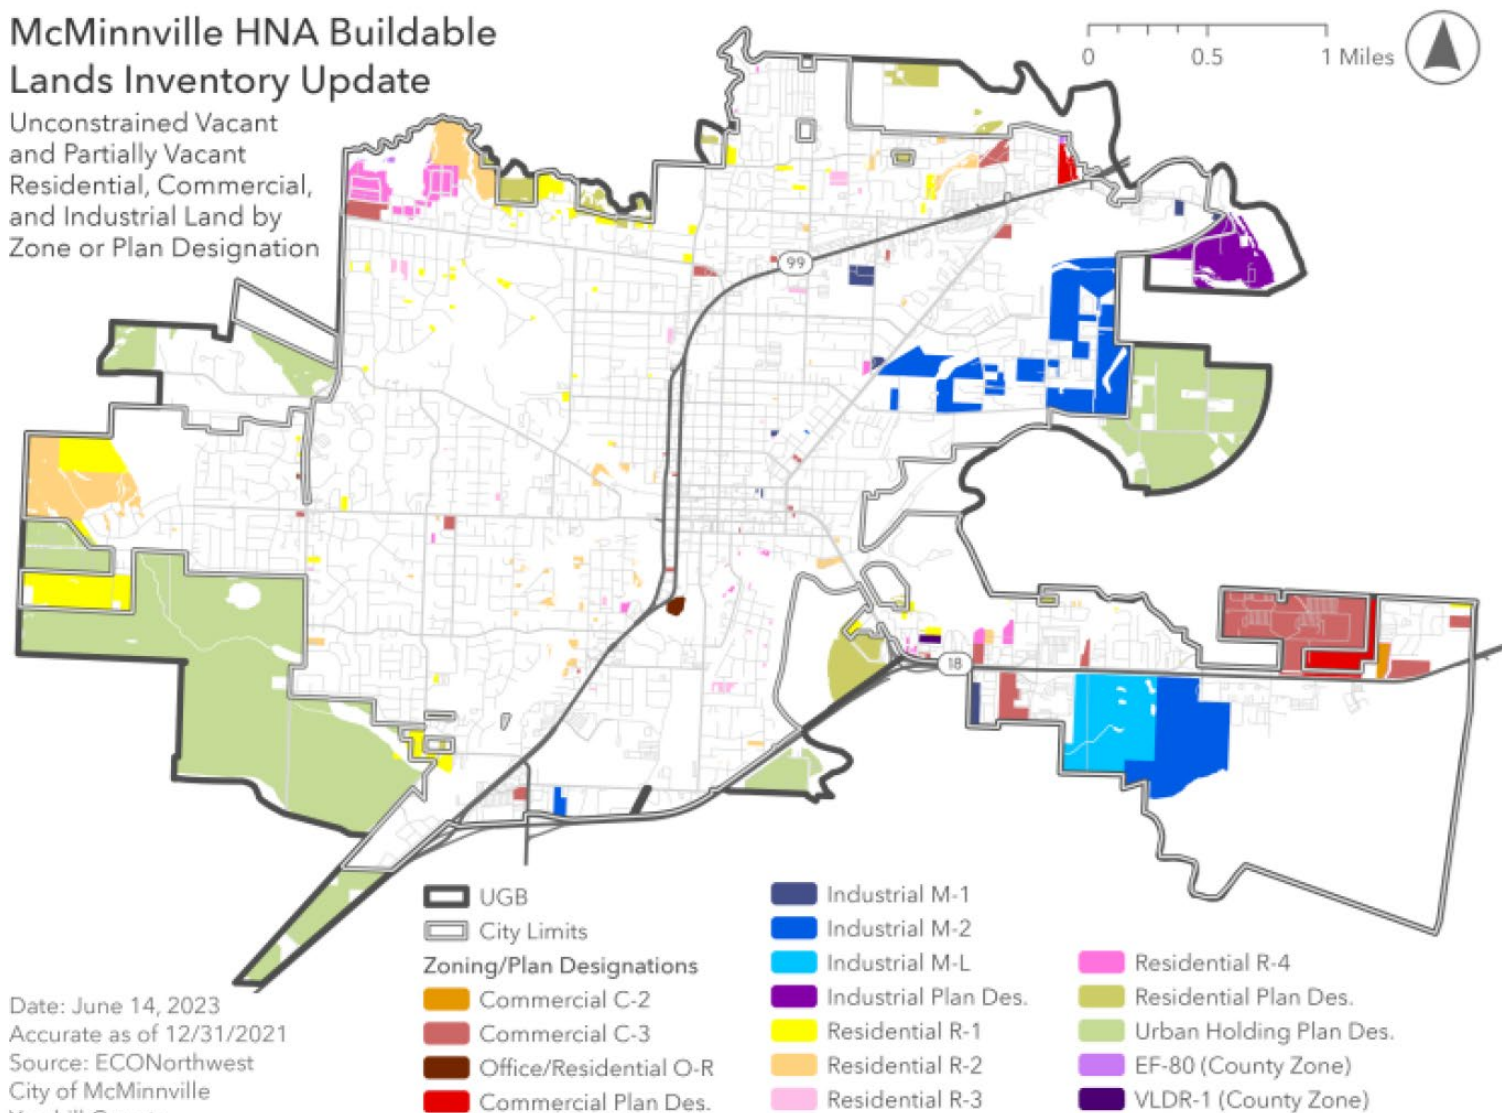 McMinnville HNA Buildable
Lands Inventory Update
Unconstrained Vacant
and Partially Vacant
Residential, Commercial,
and Industrial Land by
Zone or Plan Designation
0 0.5 1 Miles
99
18
UGB
City Limits
Zoning/Plan Designations
Commercial C-2
Commercial C-3
Office/Residential O-R
Commercial Plan Des.
Industrial M-1
Industrial M-2
Industrial M-L
Industrial Plan Des.
Residential R-1
Residential R-2
Residential R-3
Residential R-4
Residential Plan Des.
Urban Holding Plan Des.
EF-80 (County Zone)
VLDR-1 (County Zone)
Date: June 14, 2023
Accurate as of 12/31/2021
Source: ECONorthwest
City of McMinnville